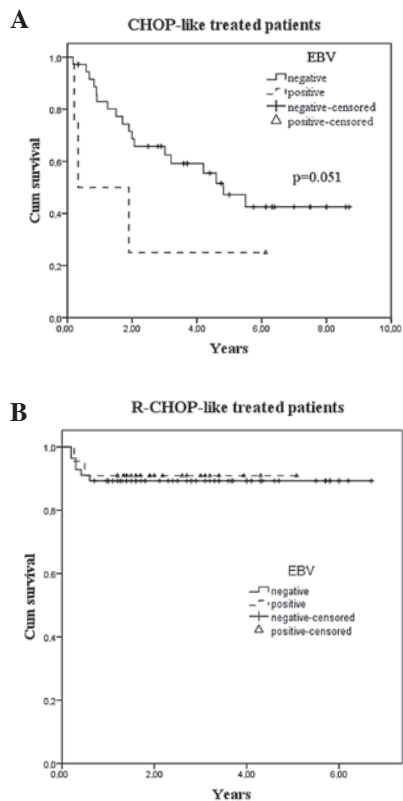 A
CHOP-like treated patients
EBV
negative
positive
negative-censored
positive-censored
p=0.051
Cum survival
1,0
0,8
0,6
0,4
0,2
0,0
0,00 2,00 4,00 6,00 8,00 10,00
Years
B
R-CHOP-like treated patients
EBV
negative
positive
negative-censored
positive-censored
Cum survival
1,0
0,8
0,6
0,4
0,2
0,0
0,00 2,00 4,00 6,00
Years